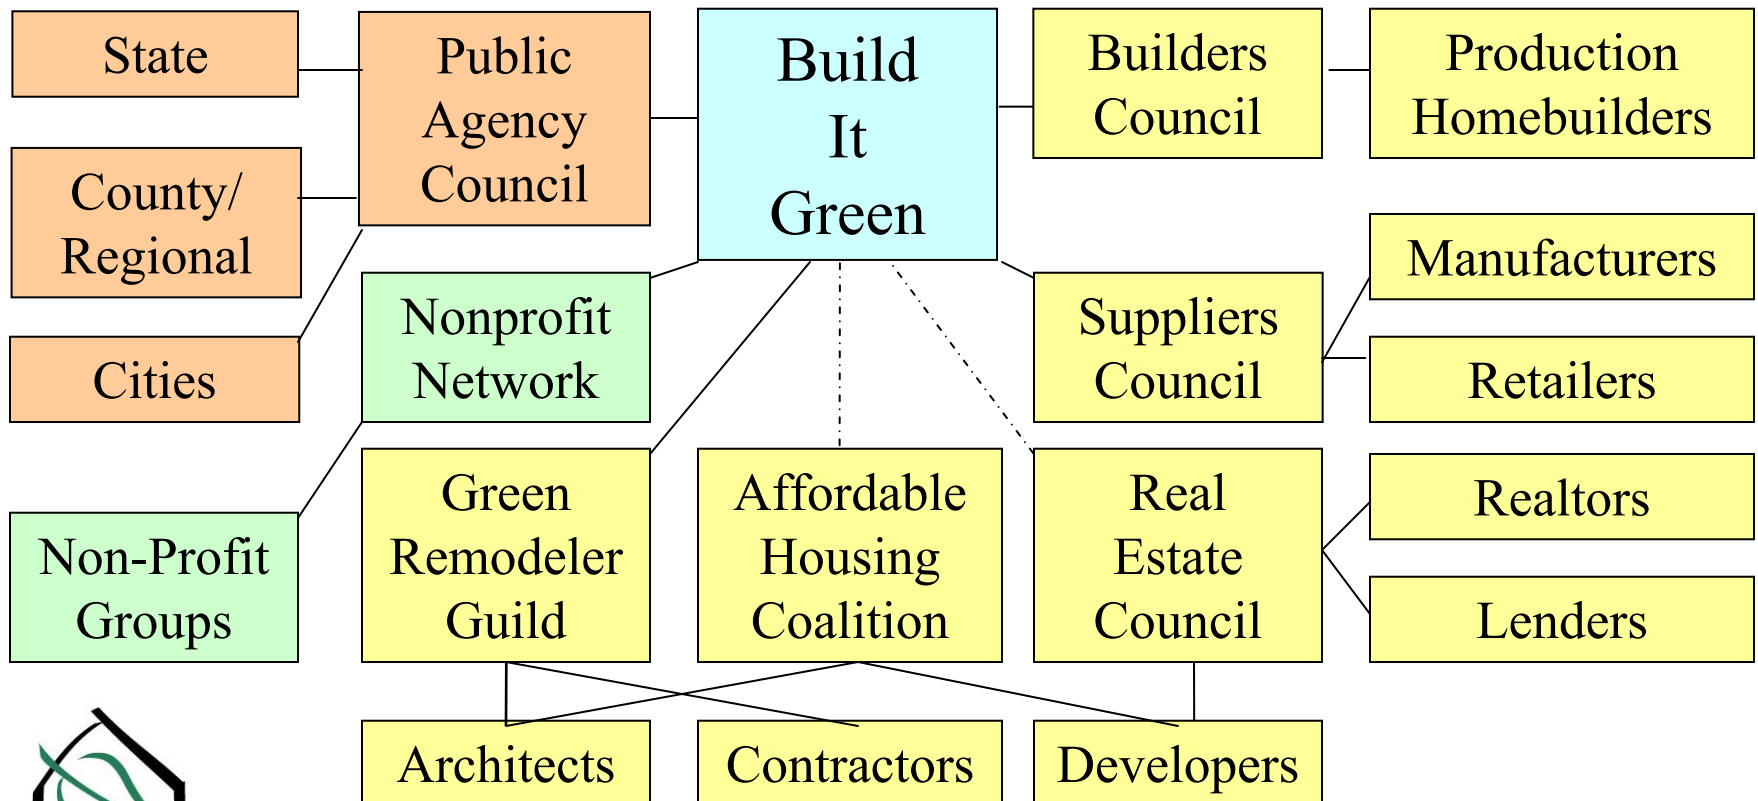 State
Public
Agency
Council
Build
It
Green
Builders
Council
Production
Homebuilders
County/
Regional
Cities
Nonprofit
Network
Suppliers
Council
Manufacturers
Retailers
Non-Profit
Groups
Green
Remodeler
Guild
Affordable
Housing
Coalition
Real
Estate
Council
Realtors
Lenders
Architects
Contractors
Developers